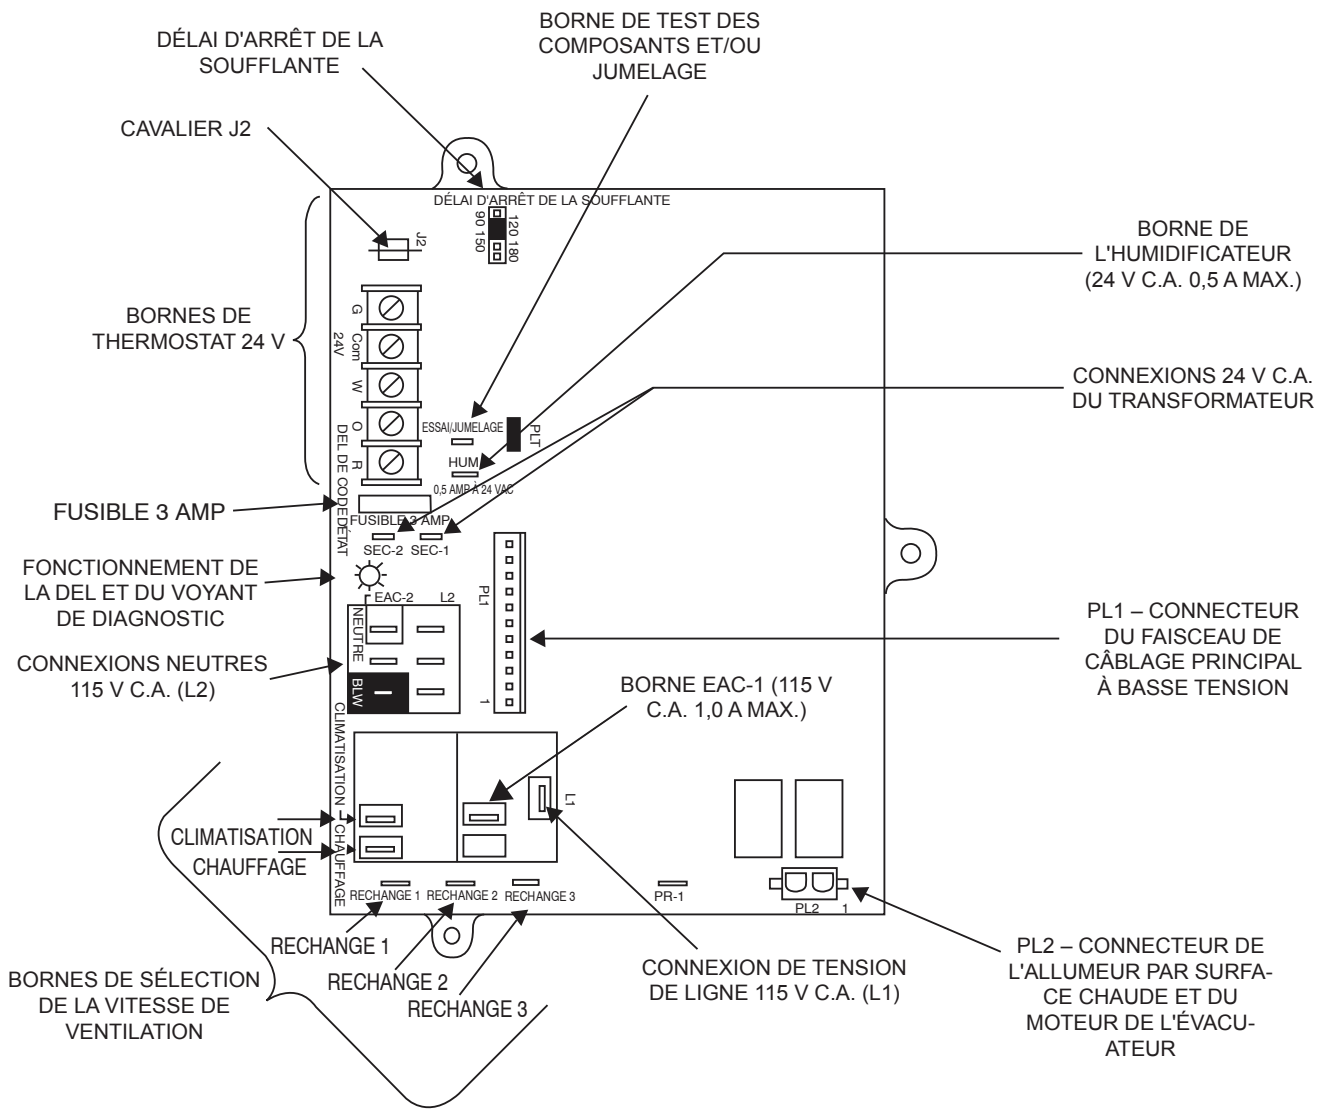 BORNE DE TEST DES
COMPOSANTS ET/OU
JUMELAGE
DÉLAI D'ARRÊT DE LA
SOUFFLANTE
CAVALIER J2
DÉLAI D'ARRÊT DE LA SOUFFLANTE
90 150
120 180
J2
BORNE DE
L'HUMIDIFICATEUR
(24 V C.A. 0,5 A MAX.)
BORNES DE
THERMOSTAT 24 V
G
Com
24V
W
O
R
CONNEXIONS 24 V C.A.
DU TRANSFORMATEUR
ESSAI/JUMELAGE
PLT
HUM
0,5 AMP À 24 VAC
DEL DE CODE D'ÉTAT
FUSIBLE 3 AMP
FUSIBLE 3 AMP
SEC-2
SEC-1
FONCTIONNEMENT DE
LA DEL ET DU VOYANT
DE DIAGNOSTIC
EAC-2
L2
NEUTRE
BLW
PL1
1
PL1 – CONNECTEUR
DU FAISCEAU DE
CÂBLAGE PRINCIPAL
À BASSE TENSION
CONNEXIONS NEUTRES
115 V C.A. (L2)
BORNE EAC-1 (115 V
C.A. 1,0 A MAX.)
CLIMATISATION
CHAUFFAGE
L1
CLIMATISATION
CHAUFFAGE
RECHANGE 1
RECHANGE 2
RECHANGE 3
PR-1
PL2
1
RECHANGE 1
RECHANGE 2
RECHANGE 3
BORNES DE SÉLECTION
DE LA VITESSE DE
VENTILATION
CONNEXION DE TENSION
DE LIGNE 115 V C.A. (L1)
PL2 – CONNECTEUR DE
L'ALLUMEUR PAR SURFA-
CE CHAUDE ET DU
MOTEUR DE L'ÉVACU-
ATEUR